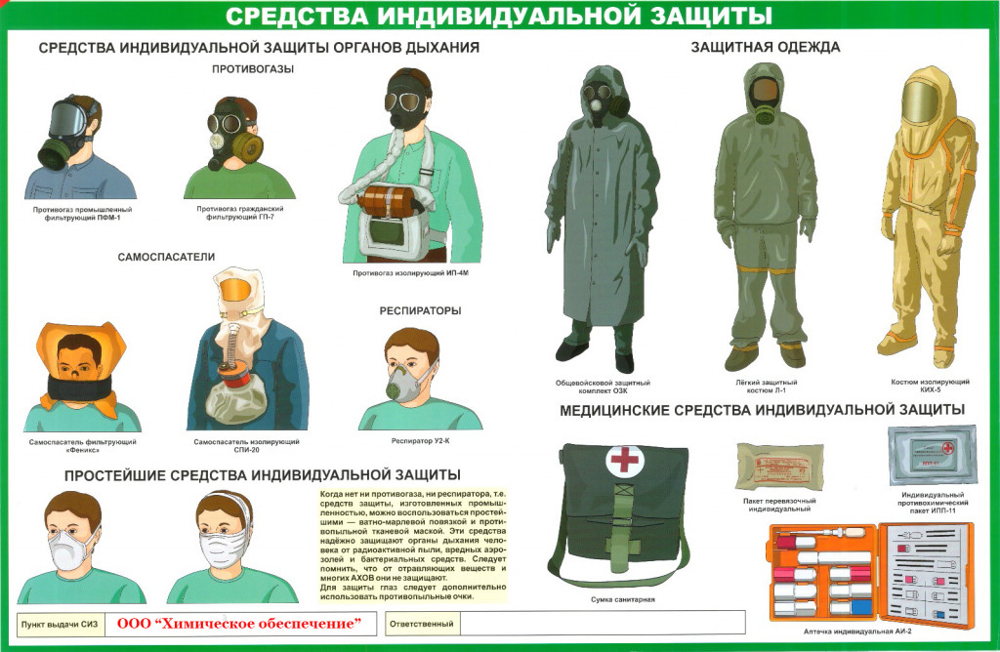 СРЕДСТВА ИНДИВИДУАЛЬНОЙ ЗАЩИТЫ
СРЕДСТВА ИНДИВИДУАЛЬНОЙ ЗАЩИТЫ ОРГАНОВ ДЫХАНИЯ
ПРОТИВОГАЗЫ
Противогаз промышленный
фильтрующий ПФМ-1
Противогаз гражданский
фильтрующий ГП-7
Противогаз изолирующий ИП-4М
САМОСПАСАТЕЛИ
Самоспасатель фильтрующий
«Феникс»
Самоспасатель изолирующий
СПИ-20
РЕСПИРАТОРЫ
Респиратор У2-К
ПРОСТЕЙШИЕ СРЕДСТВА ИНДИВИДУАЛЬНОЙ ЗАЩИТЫ
Когда нет ни противогаза, ни респиратора, т.е.
средств защиты, изготовленных промыш-
ленностью, можно воспользоваться простей-
шими — ватно-марлевой повязкой и проти-
вопыльной тканевой маской. Эти средства
надёжно защищают органы дыхания чело-
века от радиоактивной пыли, вредных аэро-
золей и бактериальных средств. Следует
помнить, что от отравляющих веществ и
многих АХОВ они не защищают.
Для защиты глаз следует дополнительно
использовать противопыльные очки.
ЗАЩИТНАЯ ОДЕЖДА
Общевойсковой защитный
комплект ОЗК
Лёгкий защитный
костюм Л-1
Костюм изолирующий
КИХ-5
МЕДИЦИНСКИЕ СРЕДСТВА ИНДИВИДУАЛЬНОЙ ЗАЩИТЫ
Сумка санитарная
Пакет перевязочный
индивидуальный
Индивидуальный
противохимический
пакет ИПП-11
АИ-2
Аптечка индивидуальная АИ-2
Пункт выдачи СИЗ
ООО “Химическое обеспечение”
Ответственный